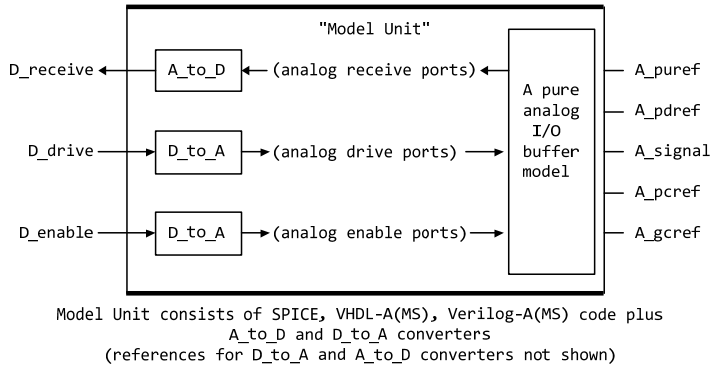 "Model Unit"
D_receive A_to_D (analog receive ports) A_puref
A pure
analog
I/O
buffer
model
A_pdref
D_drive D_to_A (analog drive ports) A_signal
A_pcref
D_enable D_to_A (analog enable ports) A_gcref
Model Unit consists of SPICE, VHDL-A(MS), Verilog-A(MS) code plus
A_to_D and D_to_A converters
(references for D_to_A and A_to_D converters not shown)